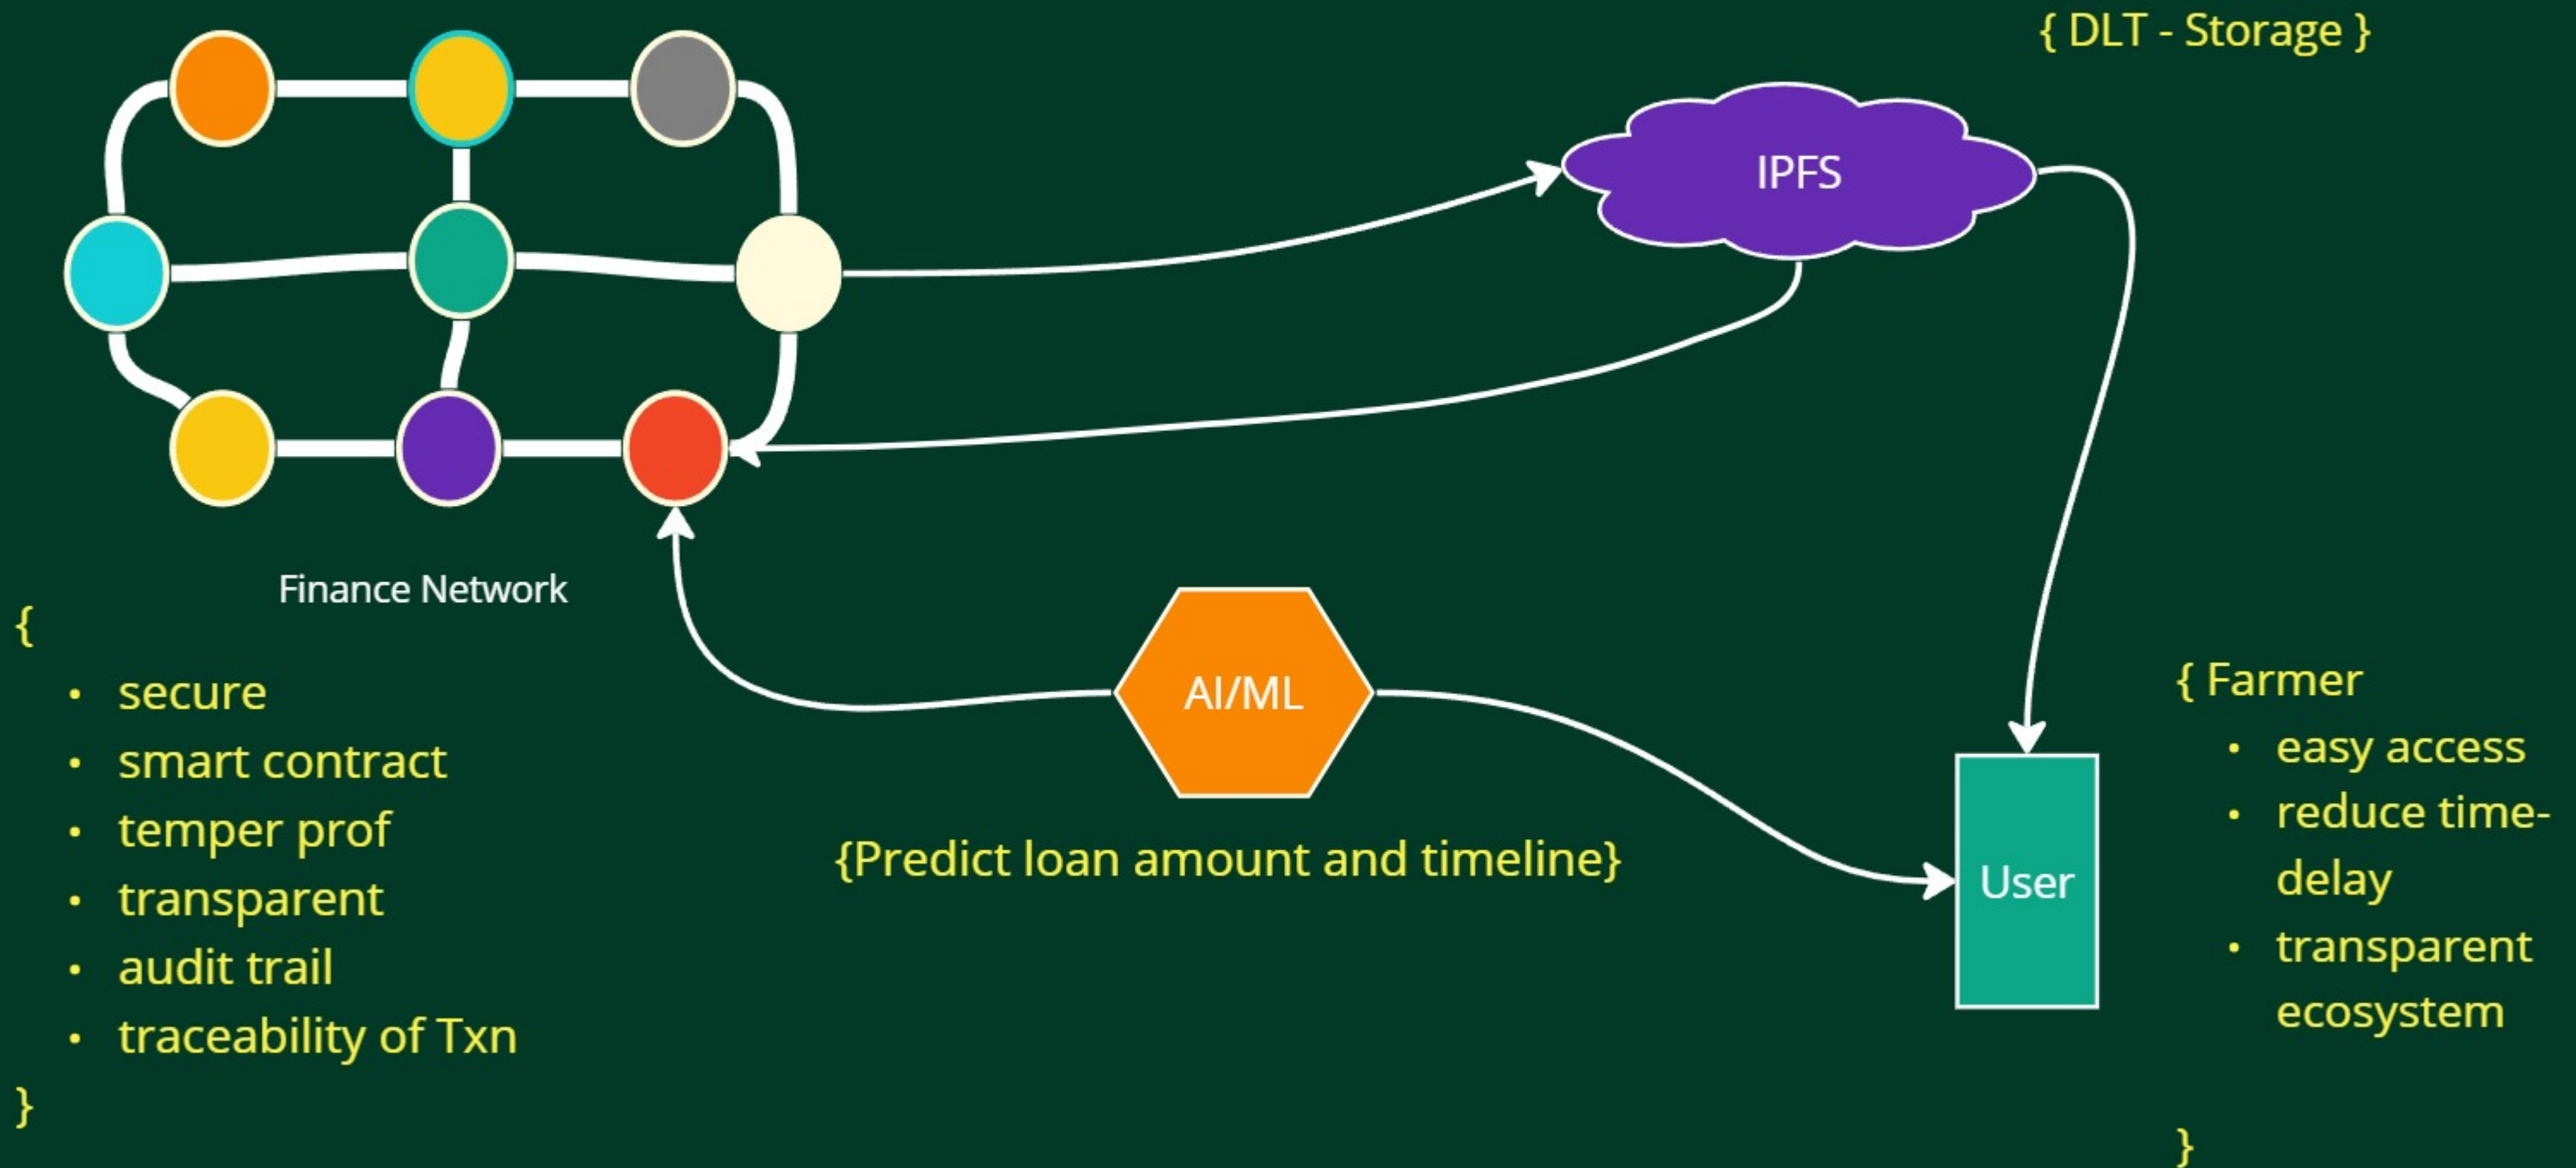 { DLT - Storage }
IPFS
Finance Network
{
• secure
• smart contract
• temper prof
• transparent
• audit trail
• traceability of Txn
}
AI/ML
{Predict loan amount and timeline}
User
{ Farmer
• easy access
• reduce time-
delay
• transparent
ecosystem
}